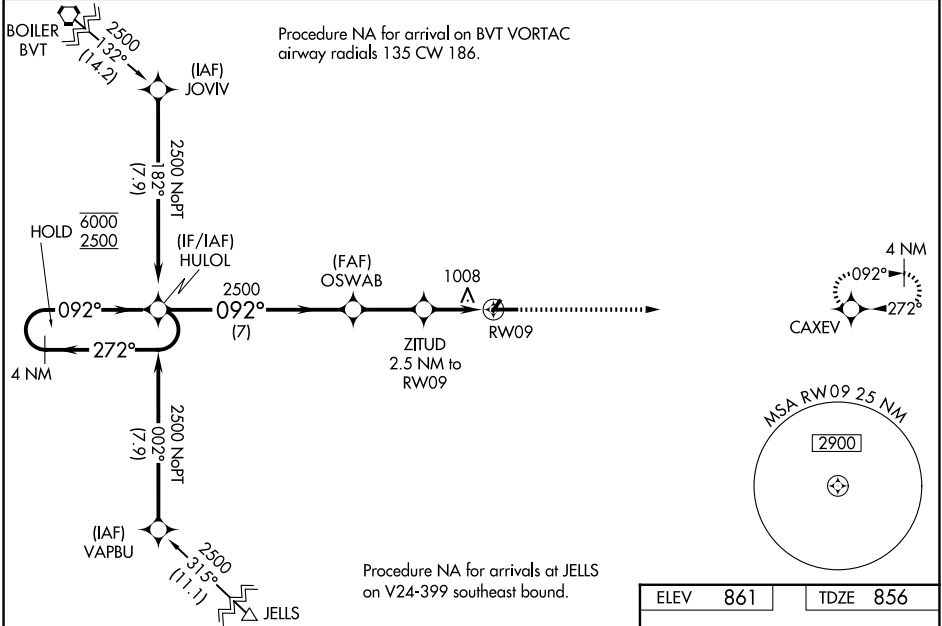 BOILER
BVT
2500
132°
(14.2)
(IAF)
JOVIV
Procedure NA for arrival on BVT VORTAC
airway radials 135 CW 186.
2500 NoPT
182°
(7.9)
HOLD
6000
2500
(IF/IAF)
HULOL
092°
272°
4 NM
2500
092°
(7)
(FAF)
OSWAB
ZITUD
2.5 NM to
RW09
1008
RW09
4 NM
092°
272°
CAXEV
MSA RW09 25 NM
2900
2500 NoPT
002°
(7.9)
(IAF)
VAPBU
2500
315°
(11.1)
JELLS
Procedure NA for arrivals at JELLS
on V24-399 southeast bound.
ELEV 861
TDZE 856